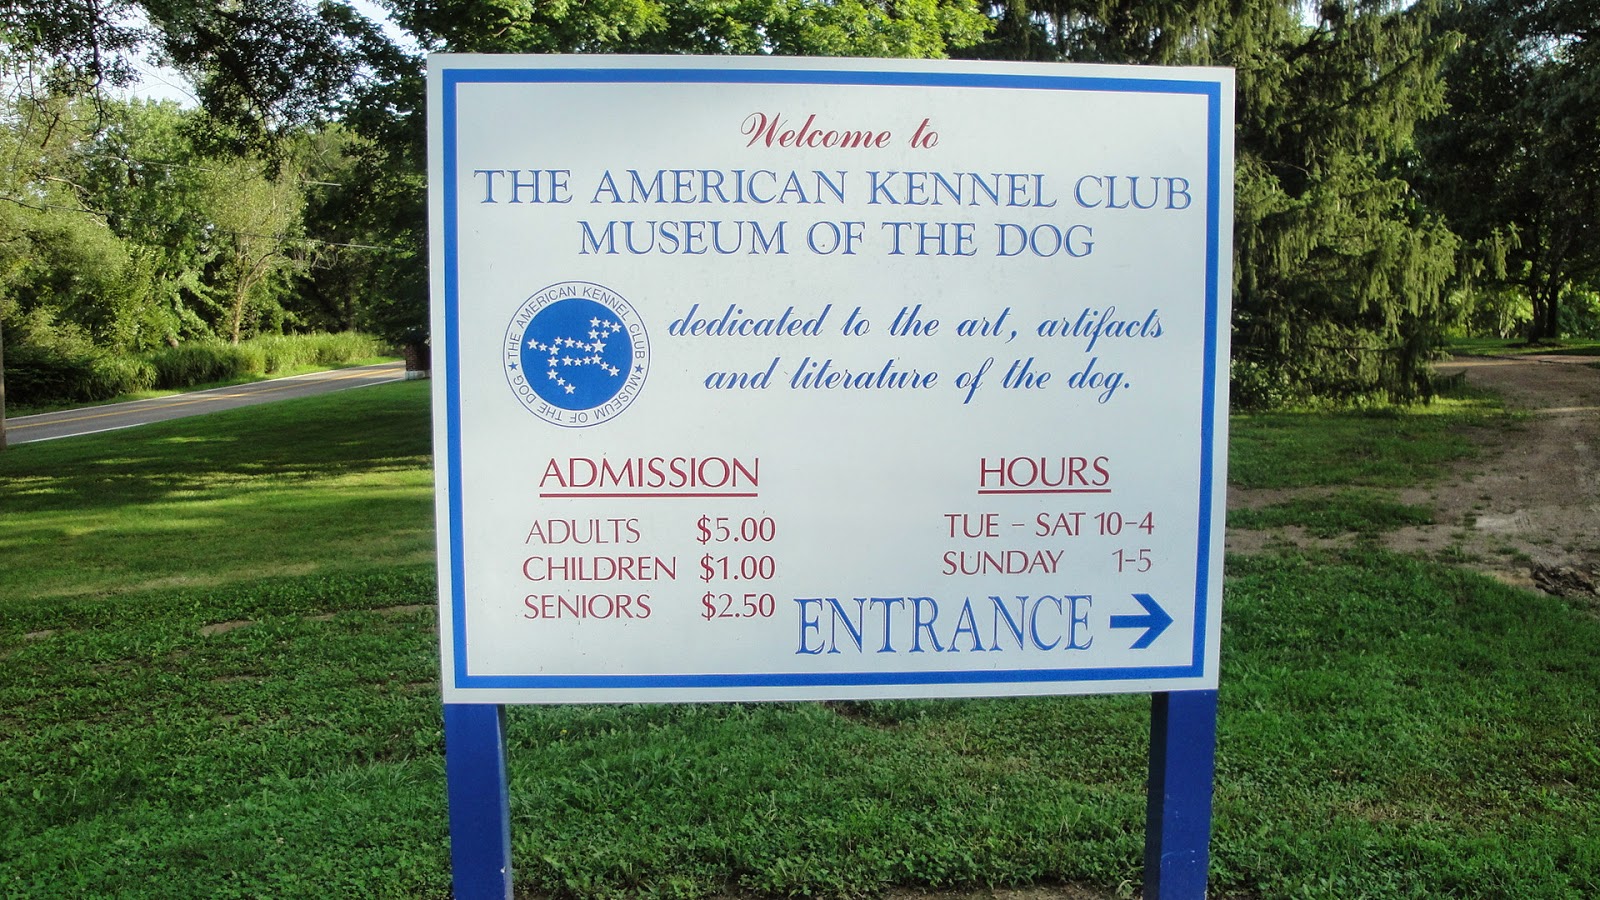 Welcome to
THE AMERICAN KENNEL CLUB
MUSEUM OF THE DOG
★ THE AMERICAN KENNEL CLUB ★ MUSEUM OF THE DOG
dedicated to the art, artifacts
and literature of the dog.
ADMISSION
ADULTS $5.00
CHILDREN $1.00
SENIORS $2.50
HOURS
TUE - SAT 10-4
SUNDAY 1-5
ENTRANCE →